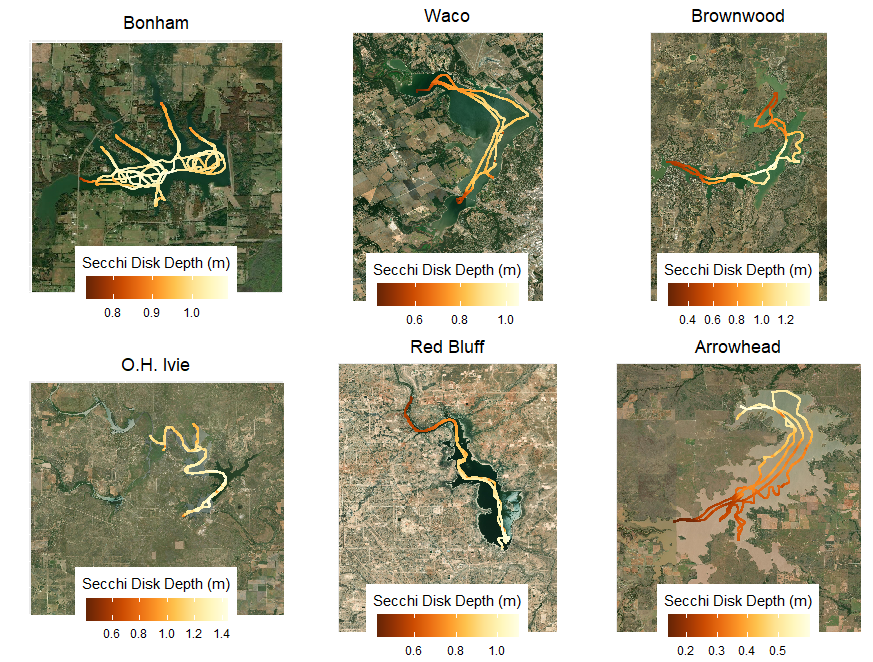 Bonham
Waco
Brownwood
Secchi Disk Depth (m)
0.8 0.9 1.0
Secchi Disk Depth (m)
0.6 0.8 1.0
Secchi Disk Depth (m)
0.4 0.6 0.8 1.0 1.2
O.H. Ivie
Red Bluff
Arrowhead
Secchi Disk Depth (m)
0.6 0.8 1.0 1.2 1.4
Secchi Disk Depth (m)
0.6 0.8 1.0
Secchi Disk Depth (m)
0.2 0.3 0.4 0.5